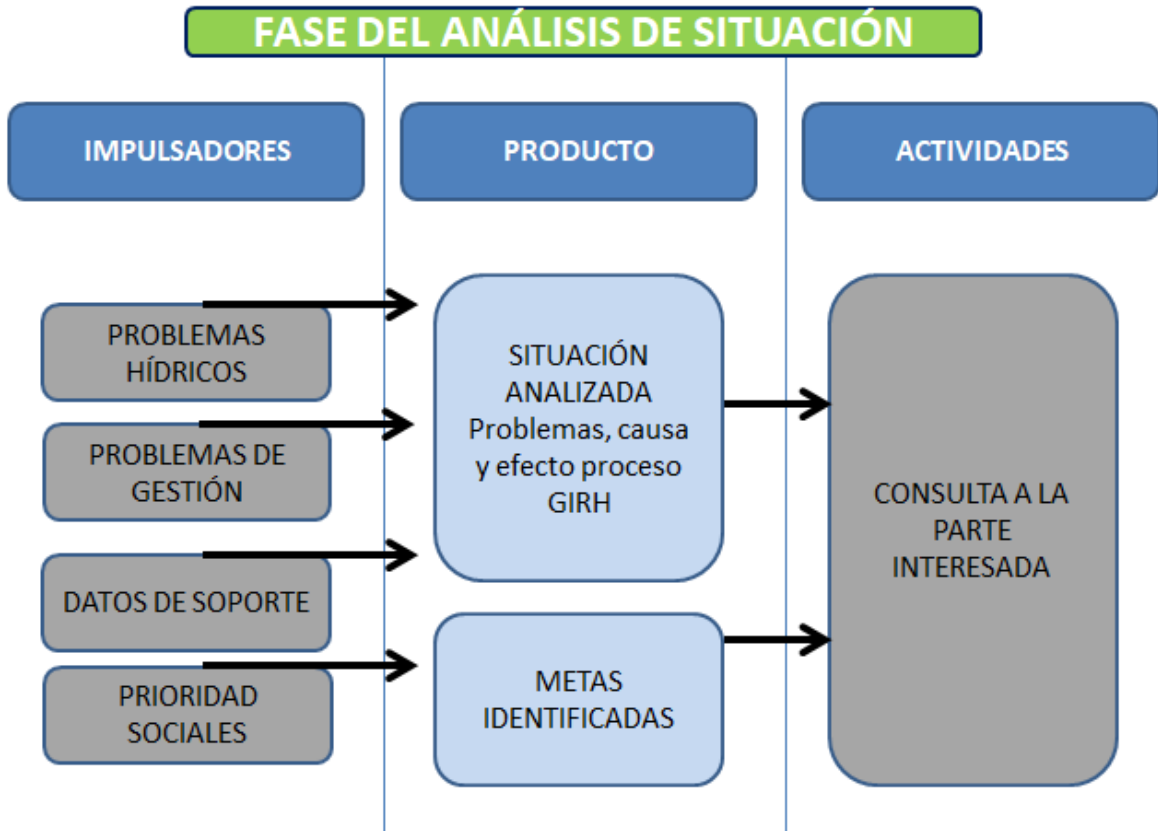 FASE DEL ANÁLISIS DE SITUACIÓN
IMPULSADORES
PRODUCTO
ACTIVIDADES
PROBLEMAS
HÍDRICOS
PROBLEMAS DE
GESTIÓN
DATOS DE SOPORTE
PRIORIDAD
SOCIALES
SITUACIÓN
ANALIZADA
Problemas, causa
y efecto proceso
GIRH
METAS
IDENTIFICADAS
CONSULTA A LA
PARTE
INTERESADA